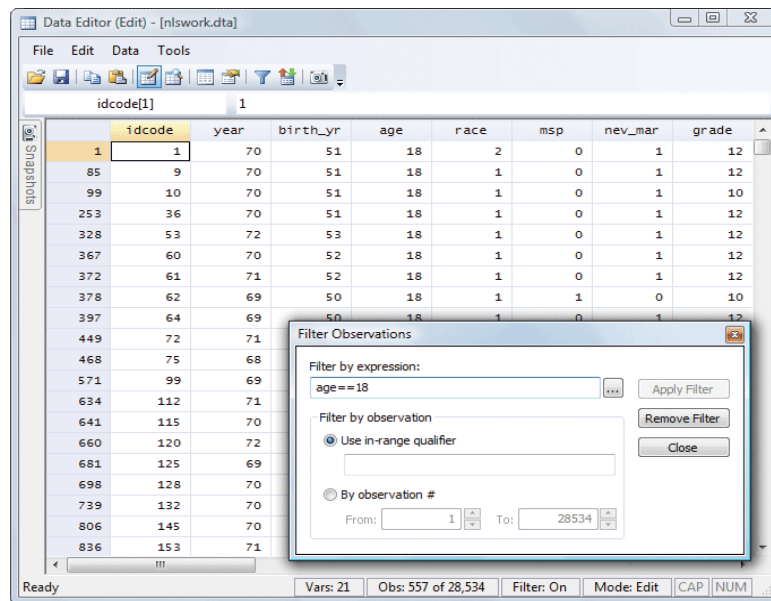 Data Editor (Edit) - [nlswork.dta]
File Edit Data Tools
idcode[1] 1
Snapshots
idcode year birth_yr age race msp nev_mar grade
1 1 70 51 18 2 0 1 12
85 9 70 51 18 1 0 1 12
99 10 70 51 18 1 0 1 10
253 36 70 51 18 1 0 1 12
328 53 72 53 18 1 0 1 12
367 60 70 52 18 1 0 1 12
372 61 71 52 18 1 0 1 12
378 62 69 50 18 1 1 0 10
397 64 69 50 18 1 0 1 12
449 72 71
468 75 68
571 99 69
634 112 71
641 115 70
660 120 72
681 125 69
698 128 70
739 132 70
806 145 70
836 153 71
Filter Observations
Filter by expression:
age==18
...
Apply Filter
Filter by observation
Remove Filter
Use in-range qualifier
Close
By observation #
From: 1 To: 28534
Ready Vars: 21 Obs: 557 of 28,534 Filter: On Mode: Edit CAP NUM